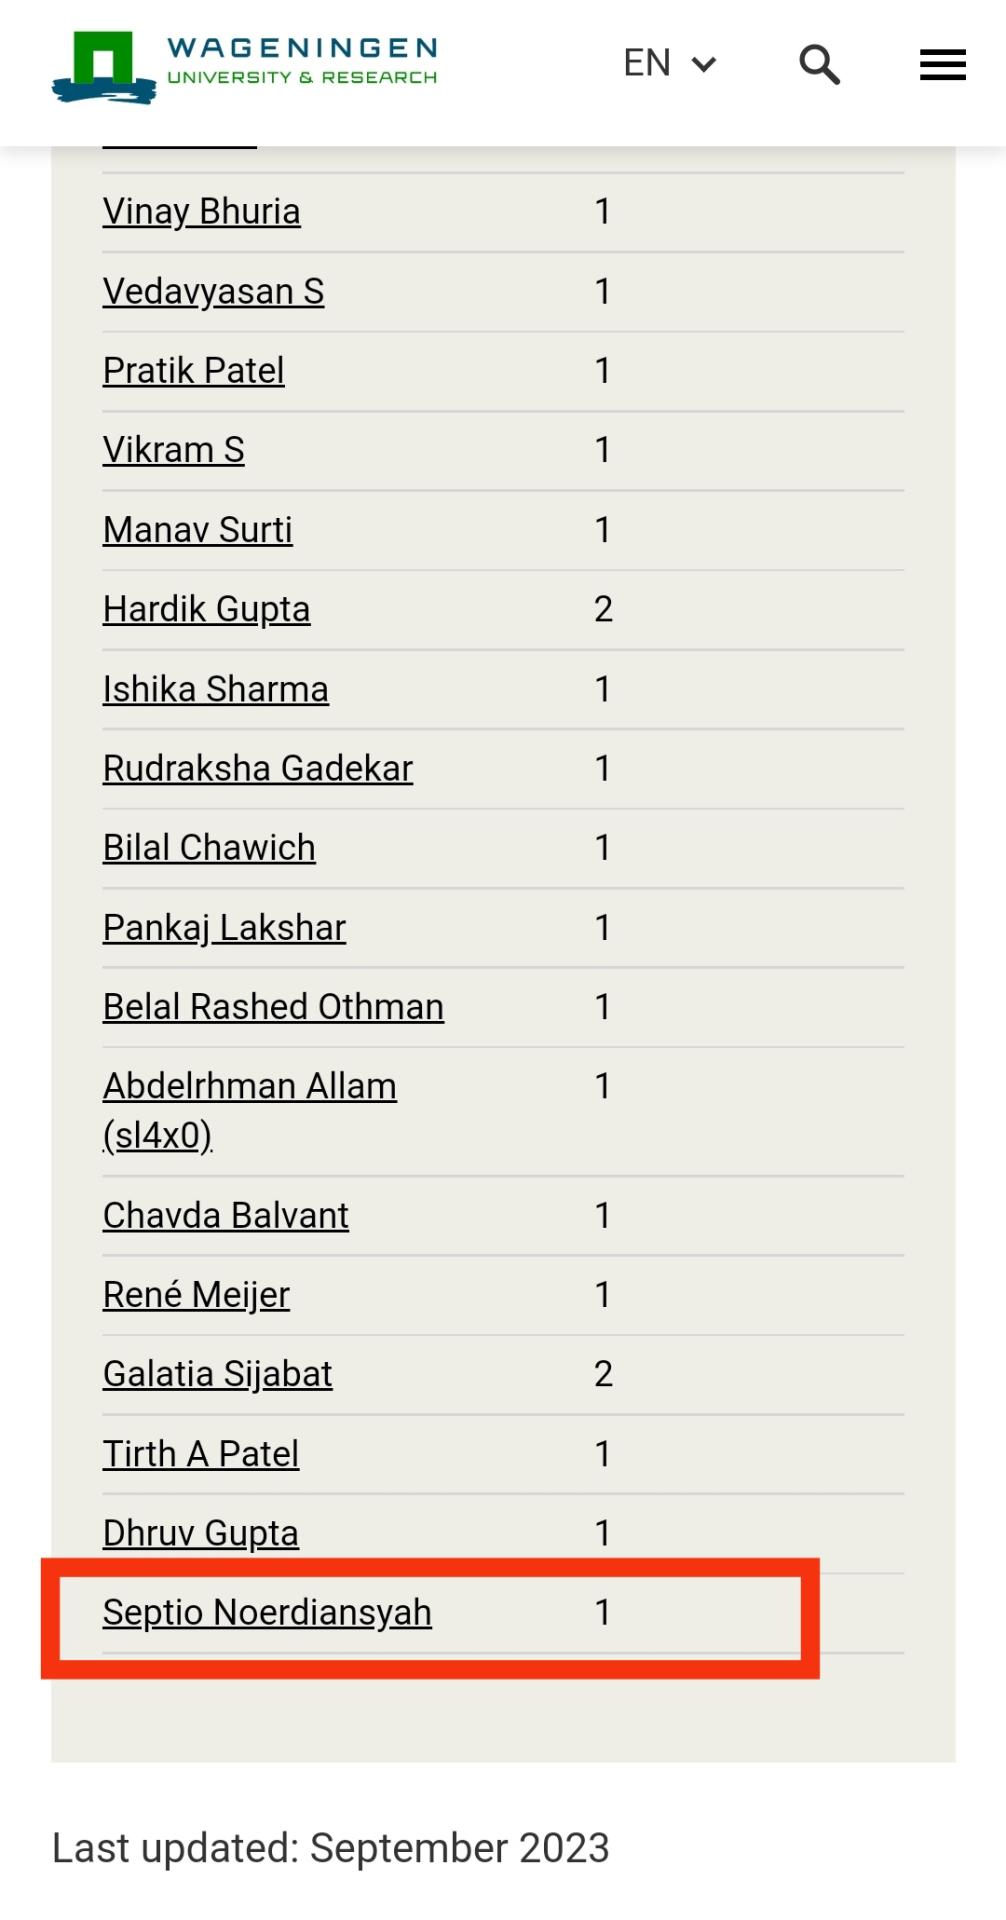 WAGENINGEN
UNIVERSITY & RESEARCH
EN
Vinay Bhuria 1
Vedavyasan S 1
Pratik Patel 1
Vikram S 1
Manav Surti 1
Hardik Gupta 2
Ishika Sharma 1
Rudraksha Gadekar 1
Bilal Chawich 1
Pankaj Lakshar 1
Belal Rashed Othman 1
Abdelrhman Allam 1
(sl4x0)
Chavda Balvant 1
René Meijer 1
Galatia Sijabat 2
Tirth A Patel 1
Dhruv Gupta 1
Septio Noerdiansyah 1
Last updated: September 2023